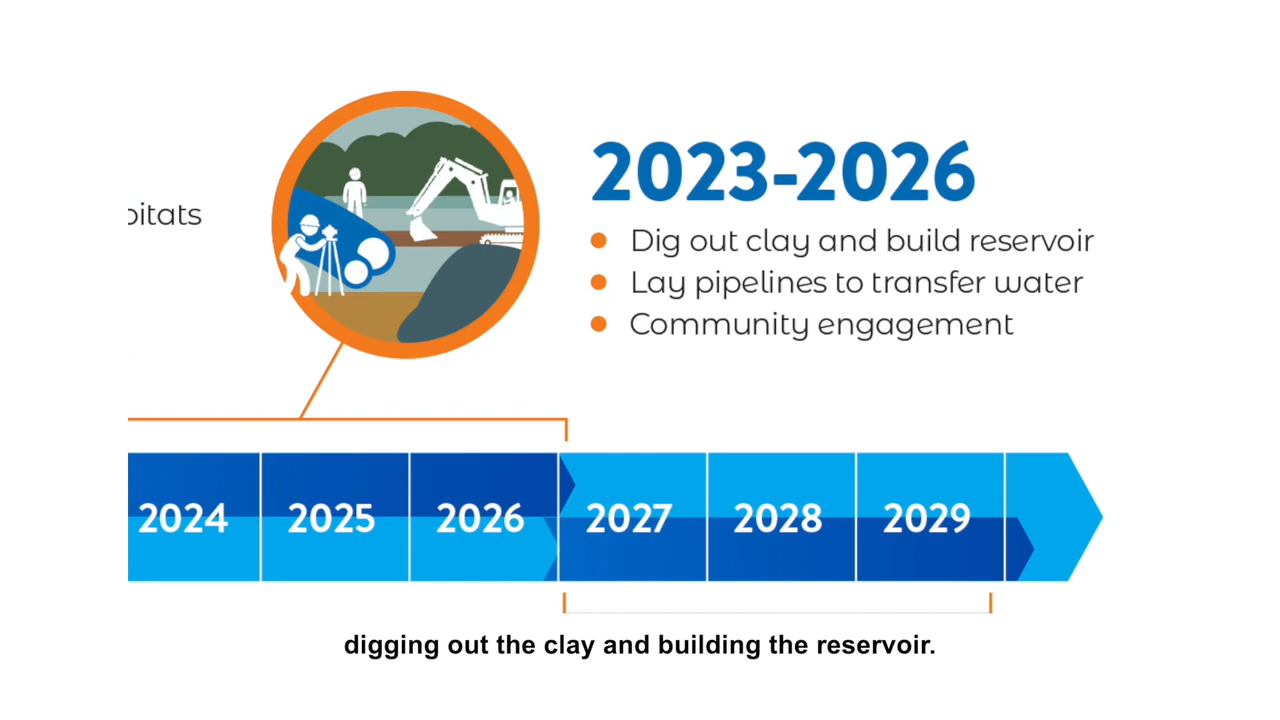 2023-2026
Dig out clay and build reservoir
Lay pipelines to transfer water
Community engagement
2024 2025 2026 2027 2028 2029
digging out the clay and building the reservoir.